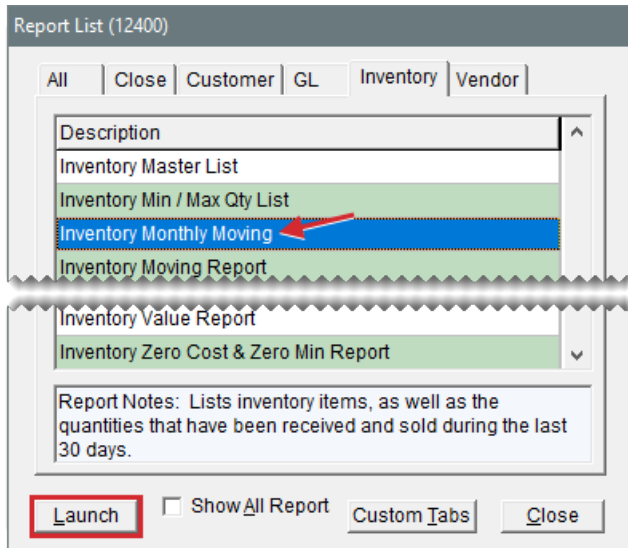 Report List (12400)
All Close Customer GL Inventory Vendor
Description
Inventory Master List
Inventory Min / Max Qty List
Inventory Monthly Moving
Inventory Moving Report
Inventory Value Report
Inventory Zero Cost & Zero Min Report
Report Notes: Lists inventory items, as well as the
quantities that have been received and sold during the last
30 days.
Launch Show All Report Custom Tabs Close